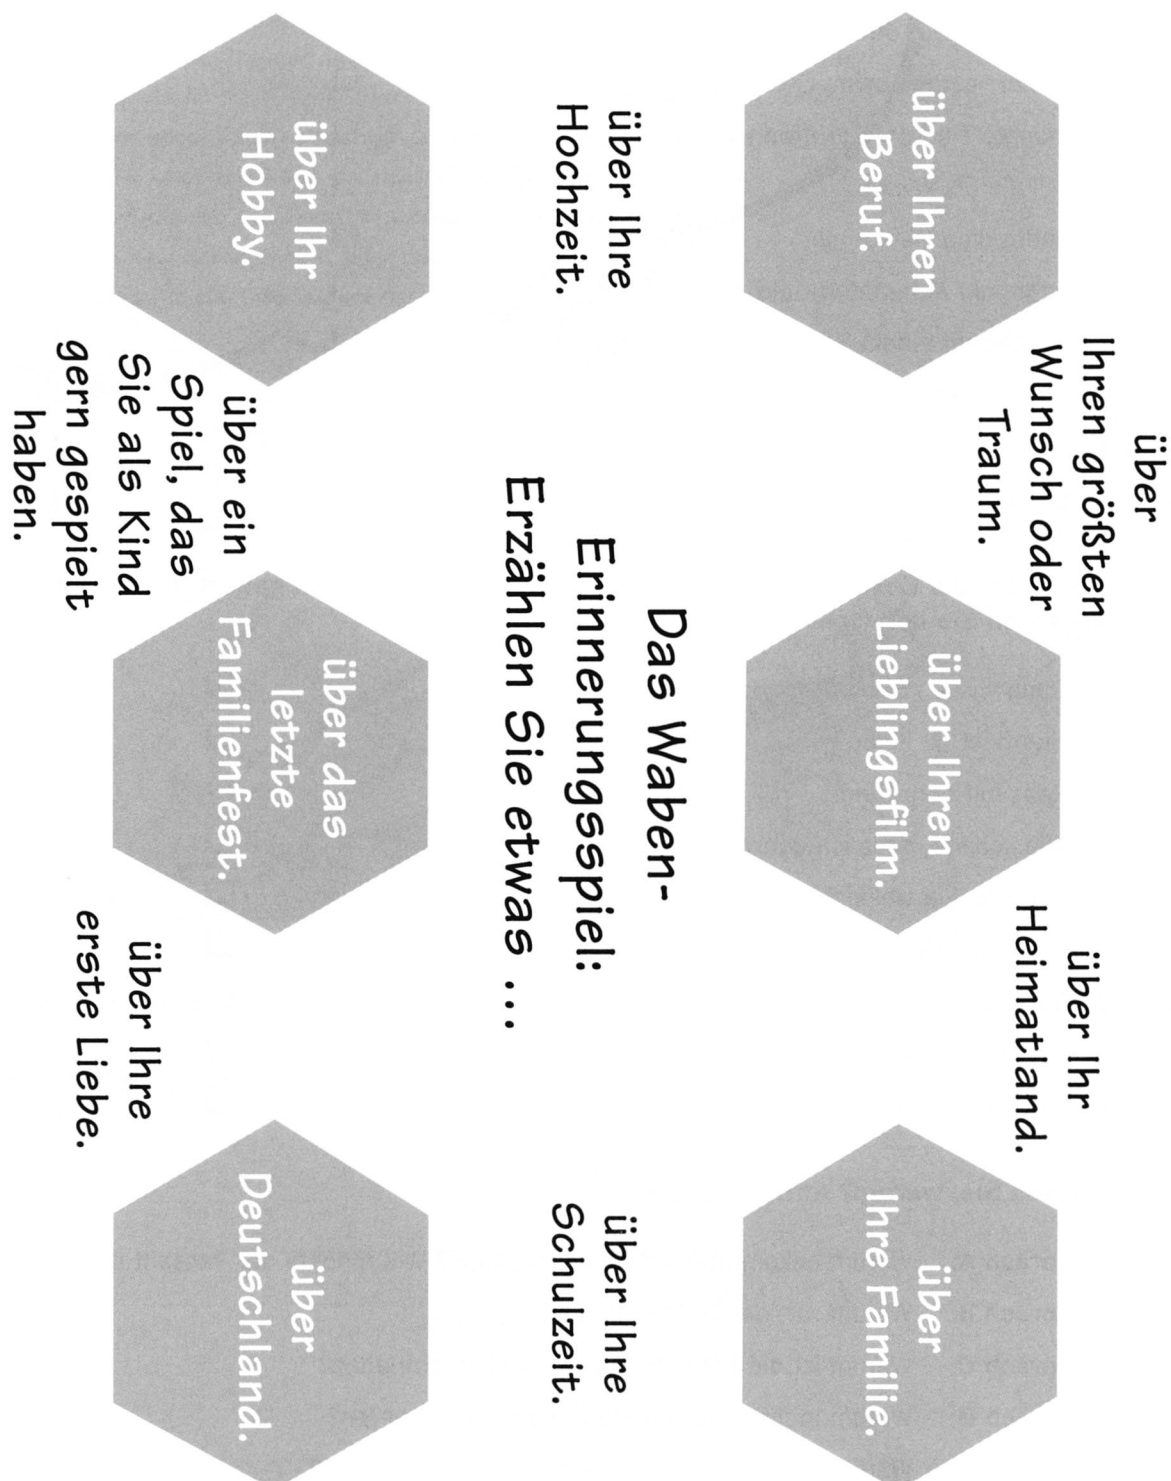 über Ihren
Beruf.
über
Ihren größten
Wunsch oder
Traum.
über Ihren
Lieblingsfilm.
über Ihr
Heimatland.
über
Ihre Familie.
über Ihre
Hochzeit.
Das Waben-
Erinnerungsspiel:
Erzählen Sie etwas ...
über Ihre
Schulzeit.
über Ihr
Hobby.
über ein
Spiel, das
Sie als Kind
gern gespielt
haben.
über das
letzte
Familienfest.
über Ihre
erste Liebe.
über
Deutschland.